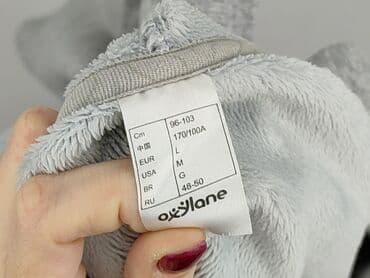 Cm 96-103
中国 170/100A
EUR L
USA M
BR G
RU 48-50
oxylane